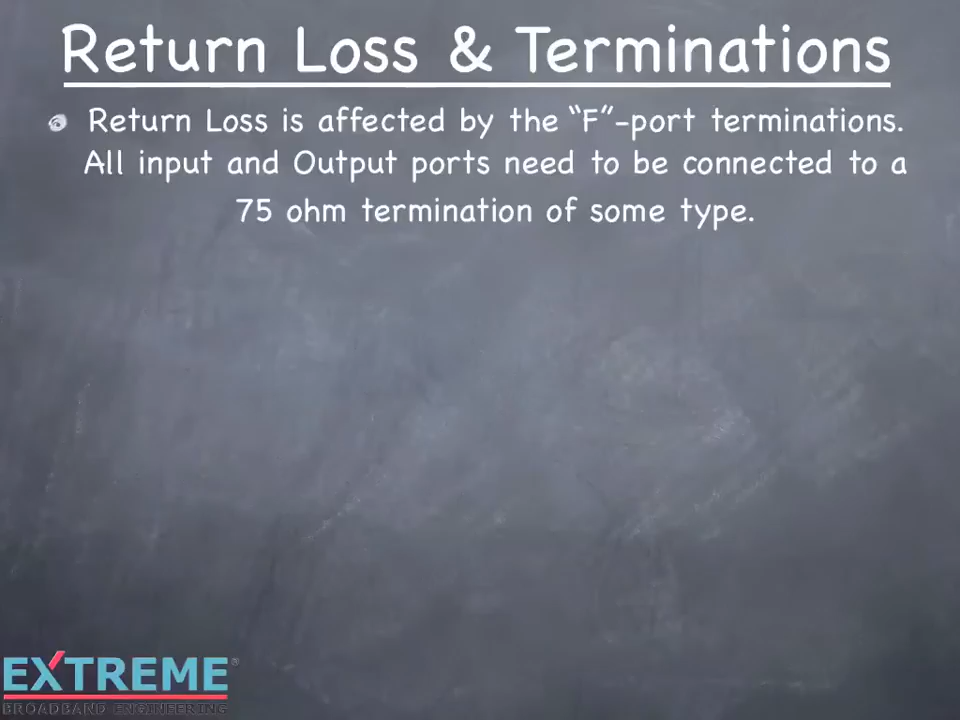 Return Loss & Terminations
Return Loss is affected by the “F”-port terminations.
All input and Output ports need to be connected to a
75 ohm termination of some type.
EXTREME®
BROADBAND ENGINEERING